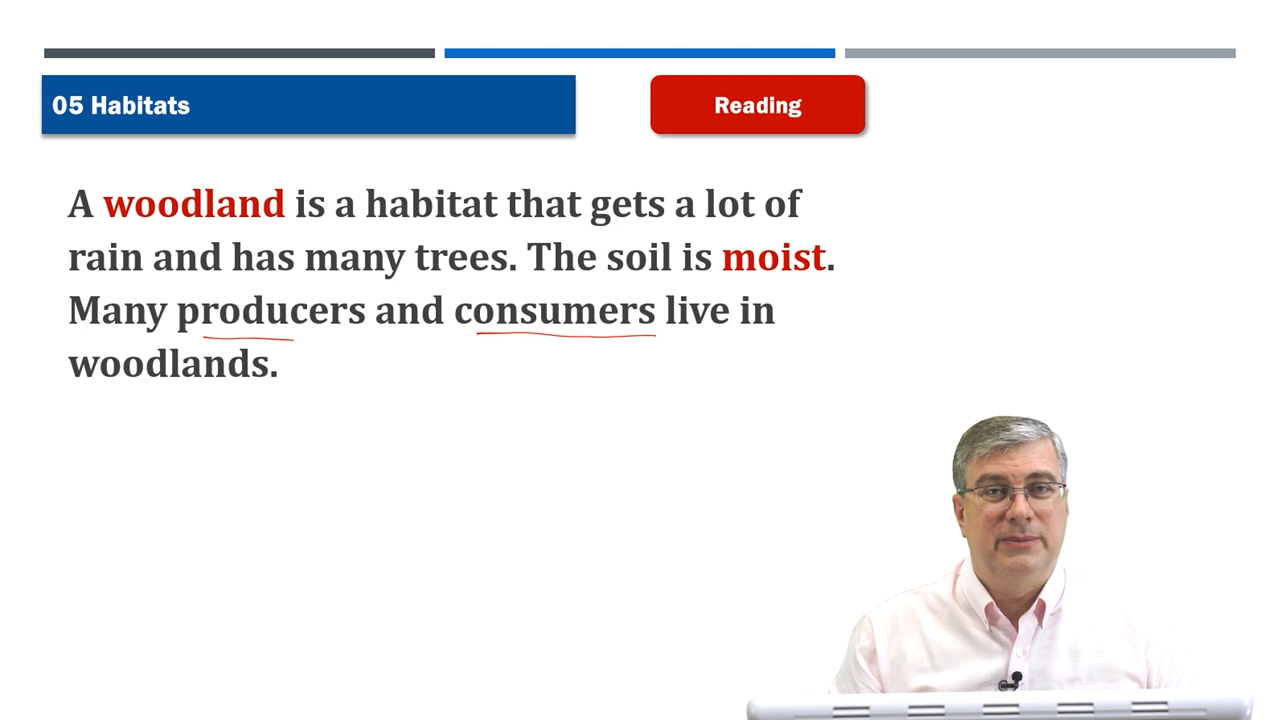 05 Habitats
Reading
A woodland is a habitat that gets a lot of
rain and has many trees. The soil is moist.
Many producers and consumers live in
woodlands.